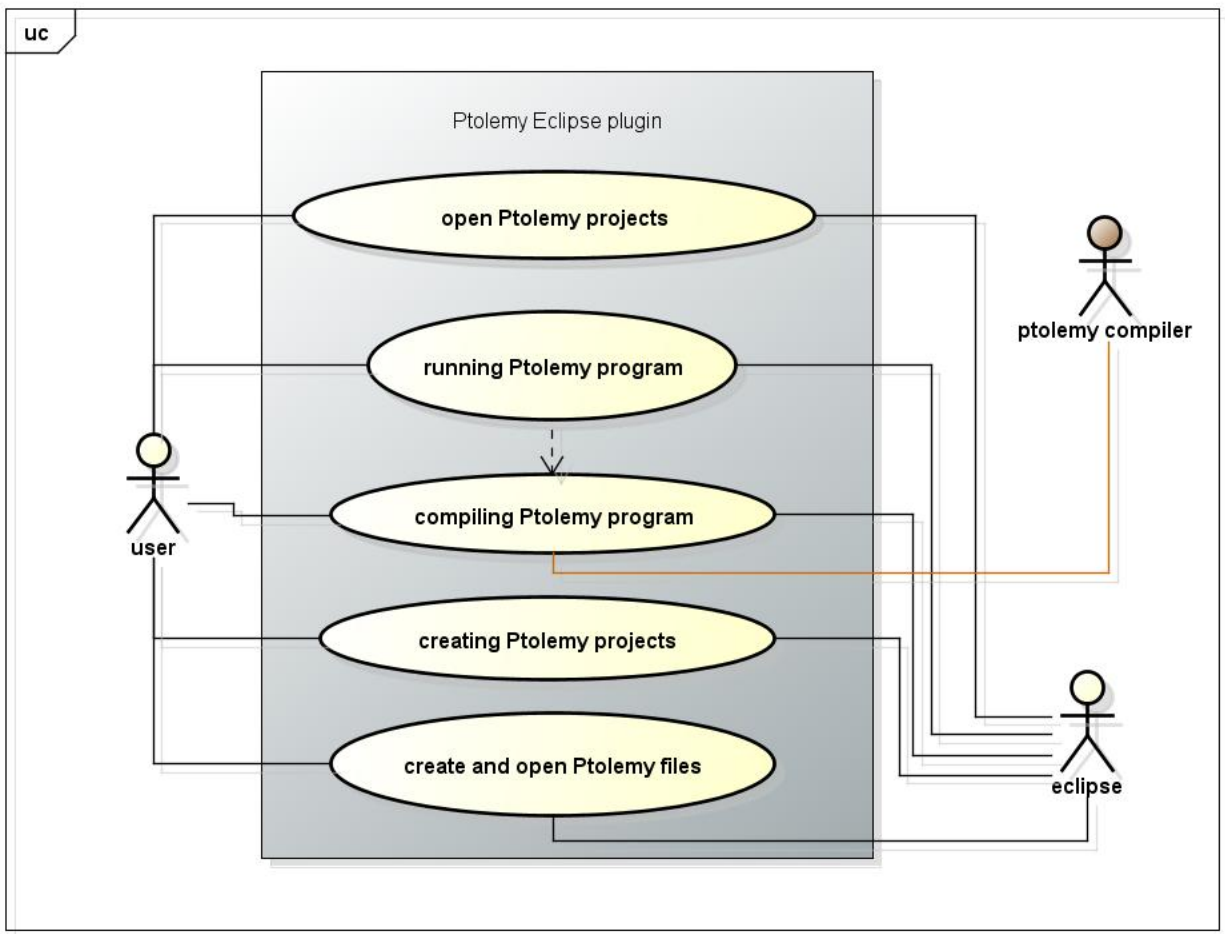 uc
Ptolemy Eclipse plugin
open Ptolemy projects
ptolemy compiler
running Ptolemy program
compiling Ptolemy program
user
creating Ptolemy projects
create and open Ptolemy files
eclipse